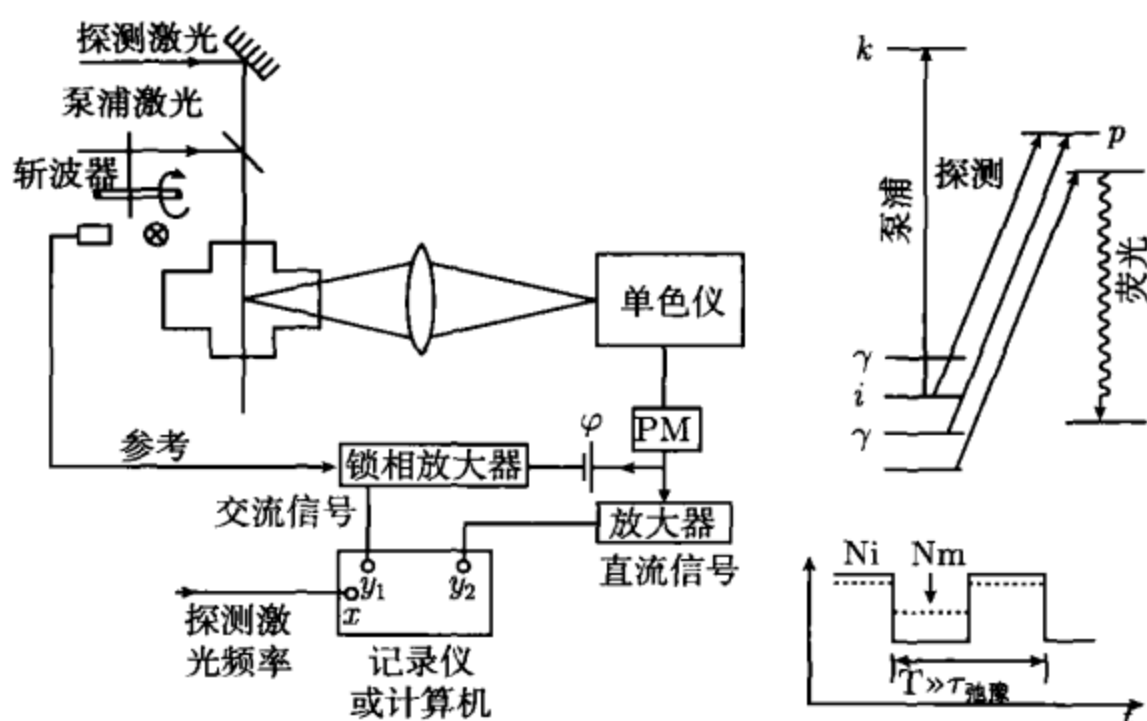 探测激光
泵浦激光
斩波器
单色仪
PM
φ
参考
锁相放大器
交流信号
放大器
直流信号
y1
y2
x
探测激
光频率
记录仪
或计算机
k
p
泵浦
探测
荧光
γ
i
γ
Ni
Nm
T≫τ弛豫
t